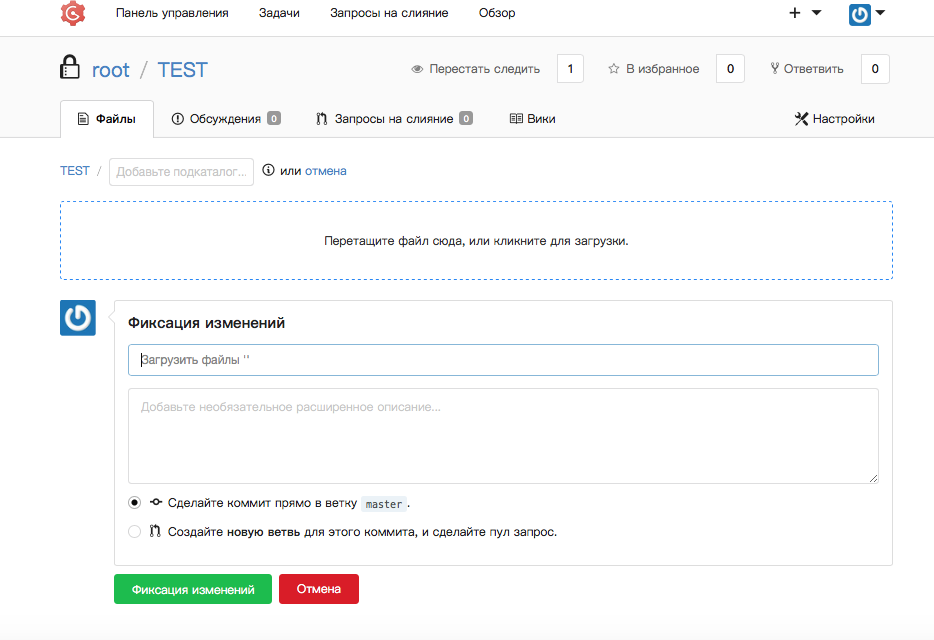 Панель управления Задачи Запросы на слияние Обзор
root / TEST Перестать следить 1 В избранное 0 Ответвить 0
Файлы Обсуждения 0 Запросы на слияние 0 Вики Настройки
TEST / Добавьте подкаталог... или отмена
Перетащите файл сюда, или кликните для загрузки.
Фиксация изменений
Загрузить файлы ''
Добавьте необязательное расширенное описание...
Сделайте коммит прямо в ветку master .
Создайте новую ветвь для этого коммита, и сделайте пул запрос.
Фиксация изменений Отмена